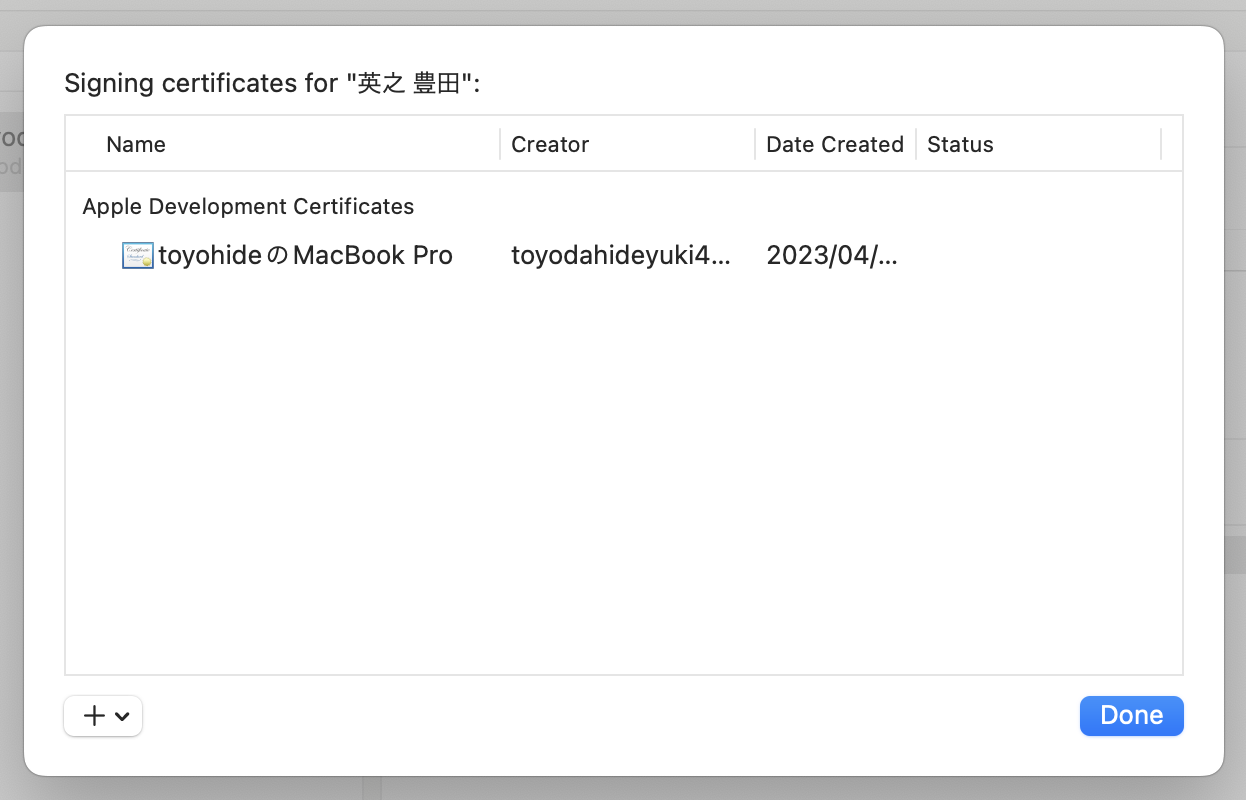 Signing certificates for "英之 豊田":
Name Creator Date Created Status
Apple Development Certificates
toyohideのMacBook Pro toyodahideyuki4... 2023/04/...
Done